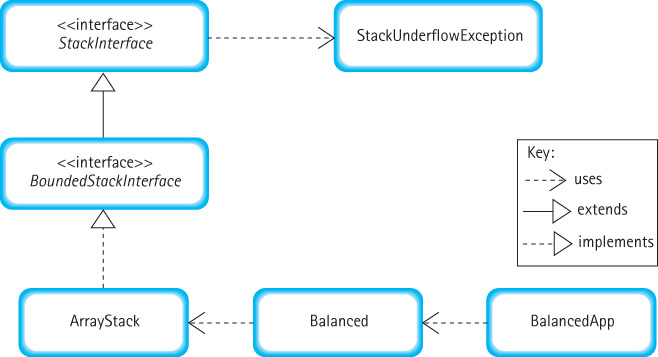 <<interface>>
StackInterface
StackUnderflowException
<<interface>>
BoundedStackInterface
Key:
uses
extends
implements
ArrayStack
Balanced
BalancedApp